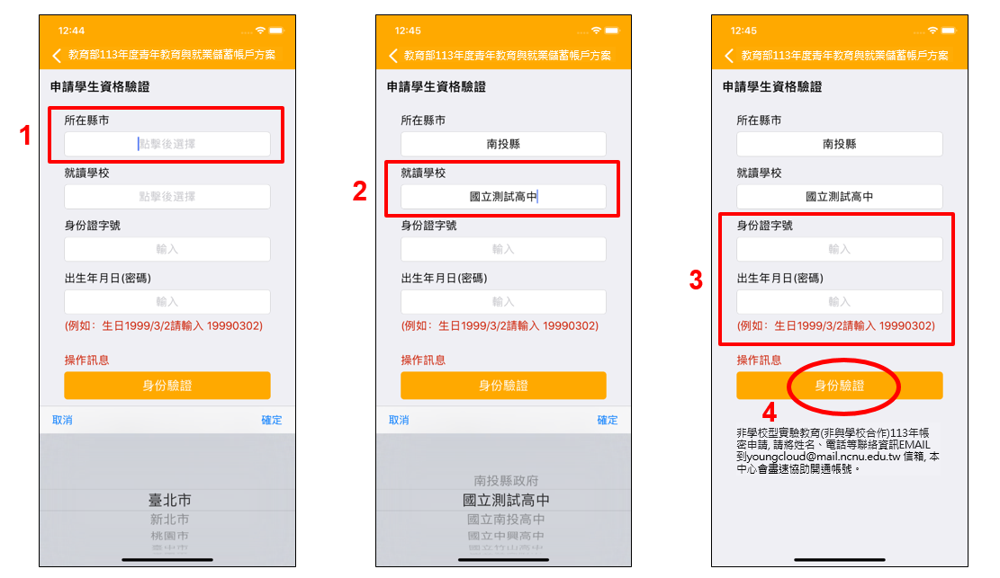 12:44
教育部113年度青年教育與就業儲蓄帳戶方案
申請學生資格驗證
1
所在縣市
點擊後選擇
就讀學校
點擊後選擇
身份證字號
輸入
出生年月日(密碼)
輸入
(例如：生日1999/3/2請輸入 19990302)
操作訊息
身份驗證
取消
確定
臺北市
新北市
桃園市
臺中市
12:45
教育部113年度青年教育與就業儲蓄帳戶方案
申請學生資格驗證
所在縣市
南投縣
2
就讀學校
國立測試高中
身份證字號
輸入
出生年月日(密碼)
輸入
(例如：生日1999/3/2請輸入 19990302)
操作訊息
身份驗證
取消
確定
南投縣政府
國立測試高中
國立南投高中
國立中興高中
國立竹山高中
12:45
教育部113年度青年教育與就業儲蓄帳戶方案
申請學生資格驗證
所在縣市
南投縣
就讀學校
國立測試高中
3
身份證字號
輸入
出生年月日(密碼)
輸入
(例如：生日1999/3/2請輸入 19990302)
操作訊息
身份驗證
4
非學校型實驗教育(非與學校合作)113年帳
密申請, 請將姓名、電話等聯絡資訊EMAIL
到youngcloud@mail.ncnu.edu.tw 信箱, 本
中心會盡速協助開通帳號。